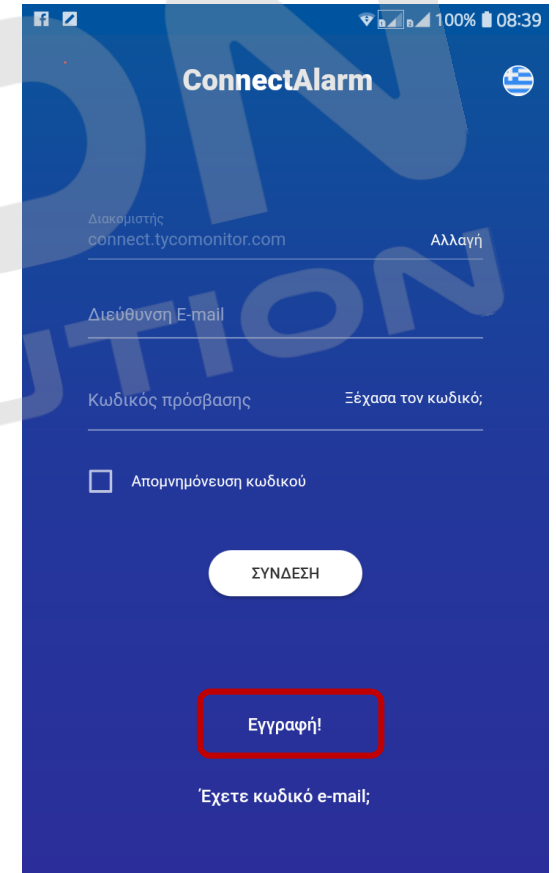 100% 08:39
ConnectAlarm
Διακομιστής
connect.tycomonitor.com Αλλαγή
Διεύθυνση E-mail
Κωδικός πρόσβασης Ξέχασα τον κωδικό;
Απομνημόνευση κωδικού
ΣΥΝΔΕΣΗ
Εγγραφή!
Έχετε κωδικό e-mail;